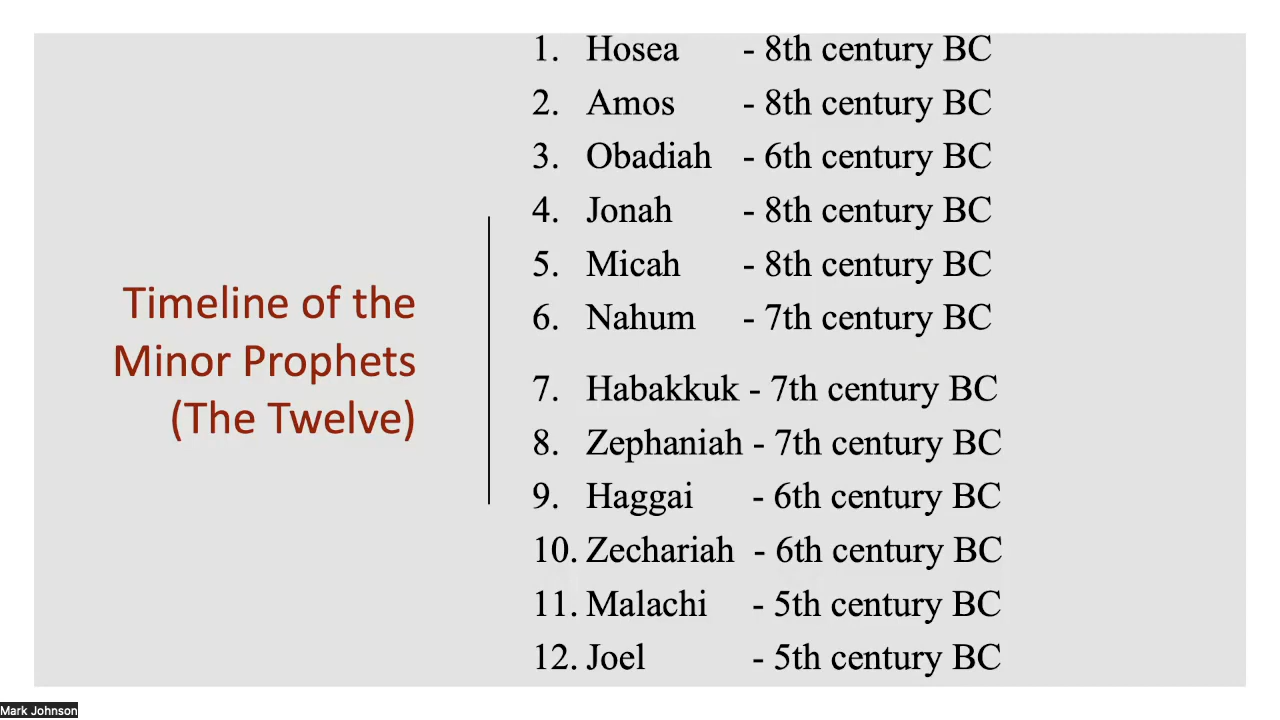 Timeline of the
Minor Prophets
(The Twelve)
1. Hosea - 8th century BC
2. Amos - 8th century BC
3. Obadiah - 6th century BC
4. Jonah - 8th century BC
5. Micah - 8th century BC
6. Nahum - 7th century BC
7. Habakkuk - 7th century BC
8. Zephaniah - 7th century BC
9. Haggai - 6th century BC
10. Zechariah - 6th century BC
11. Malachi - 5th century BC
12. Joel - 5th century BC
Mark Johnson